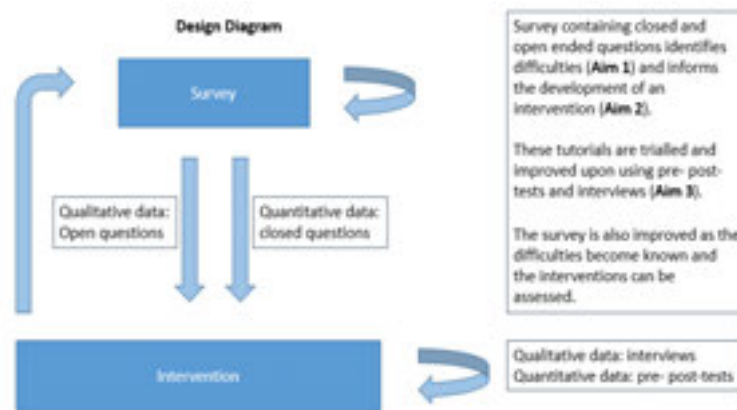 Design Diagram
Survey
Qualitative data:
Open questions
Quantitative data:
closed questions
Intervention
Survey containing closed and
open ended questions identifies
difficulties (Aim 1) and informs
the development of an
intervention (Aim 2).
These tutorials are trialled and
improved upon using pre- post-
tests and interviews (Aim 3).
The survey is also improved as the
difficulties become known and
the interventions can be
assessed.
Qualitative data: interviews
Quantitative data: pre- post-tests